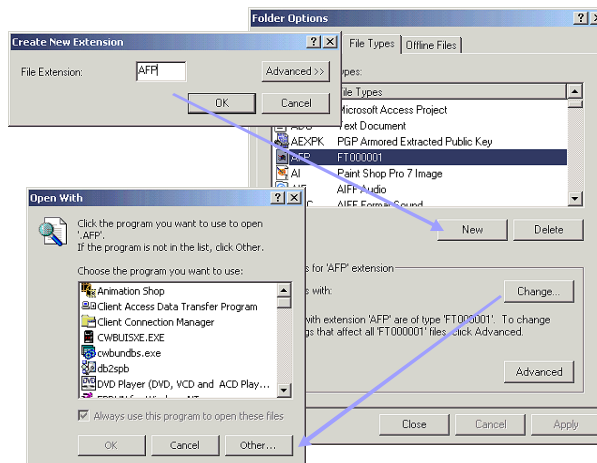 Folder Options
File Types
Offline Files
ypes:
ile Types
Microsoft Access Project
ADO Text Document
AEXPK PGP Armored Extracted Public Key
AFP FT000001
AI Paint Shop Pro 7 Image
AIFF Audio
C AIFF Format Sound
New
Delete
s for 'AFP' extension
s with:
Change...
with extension 'AFP' are of type 'FT000001'. To change
gs that affect all 'FT000001' files, click Advanced.
Advanced
Close
Cancel
Apply
Create New Extension
File Extension:
AFP
Advanced >>
OK
Cancel
Open With
Click the program you want to use to open
'.AFP'.
If the program is not in the list, click Other.
Choose the program you want to use:
Animation Shop
Client Access Data Transfer Program
Client Connection Manager
CWBUISXE.EXE
cwbundbs.exe
db2spb
DVD Player (DVD, VCD and ACD Play...
Always use this program to open these files
OK
Cancel
Other...